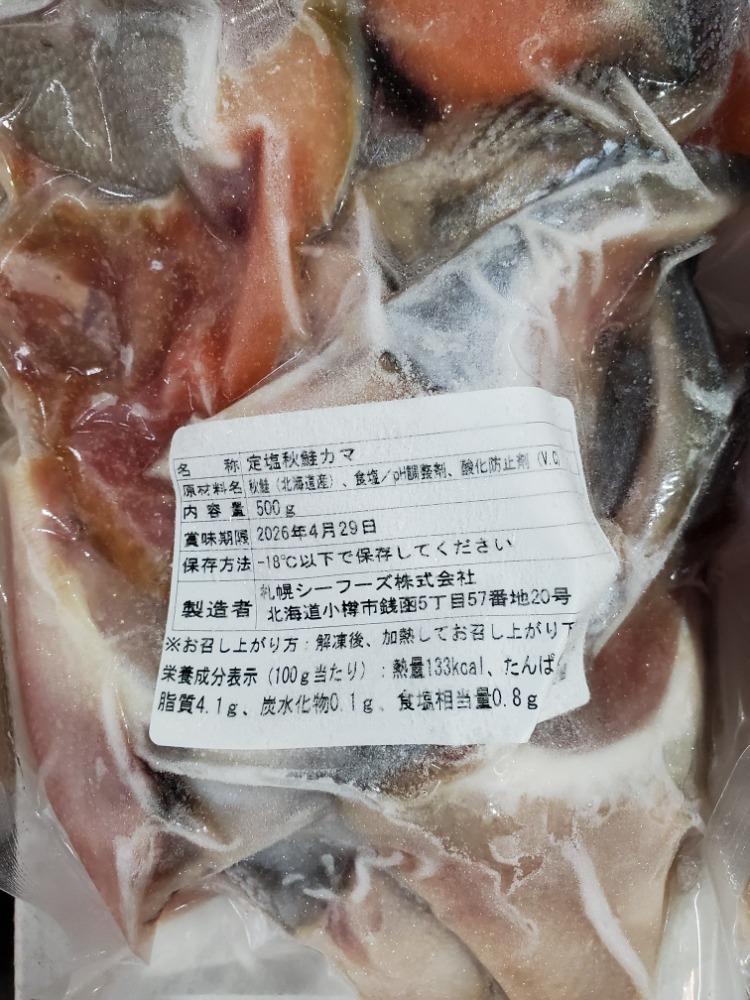 名 称 定塩秋鮭カマ
原材料名 秋鮭（北海道産）、食塩／pH調整剤、酸化防止剤（V.C）
内容量 500g
賞味期限 2026年4月29日
保存方法 -18℃以下で保存してください
製造者 札幌シーフーズ株式会社
北海道小樽市銭函5丁目57番地20号
※お召し上がり方：解凍後、加熱してお召し上がり下
栄養成分表示（100g当たり）：熱量133kcal、たんぱ
脂質4.1g、炭水化物0.1g、食塩相当量0.8g